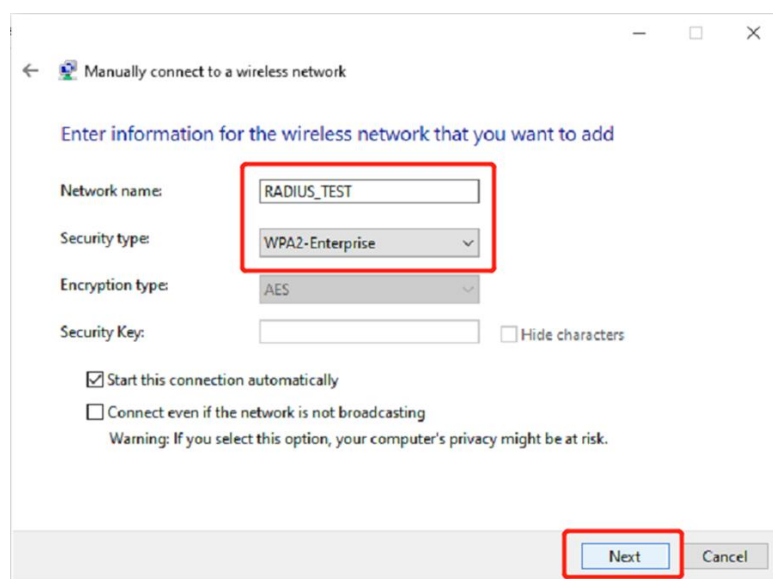 Manually connect to a wireless network
Enter information for the wireless network that you want to add
Network name: RADIUS_TEST
Security type: WPA2-Enterprise
Encryption type: AES
Security Key: Hide characters
Start this connection automatically
Connect even if the network is not broadcasting
Warning: If you select this option, your computer's privacy might be at risk.
Next Cancel